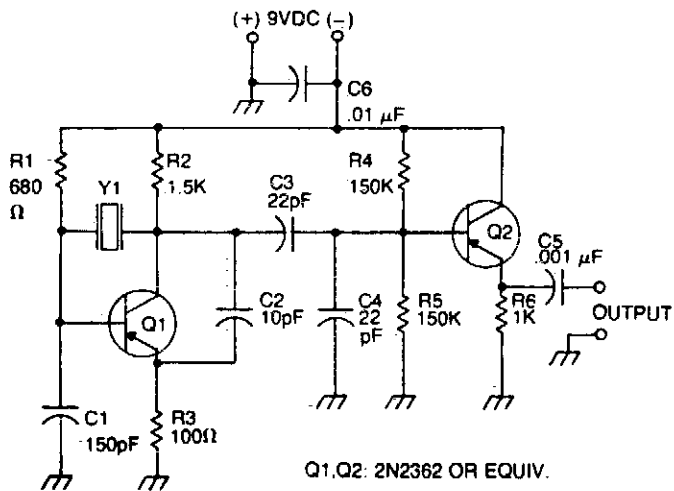 (+) 9VDC (−)
C6
.01 µF
R1
680
Ω
Y1
R2
1.5K
C3
22pF
R4
150K
Q2
C5
.001 µF
Q1
C2
10pF
C4
22
pF
R5
150K
R6
1K
OUTPUT
C1
150pF
R3
100Ω
Q1,Q2: 2N2362 OR EQUIV.